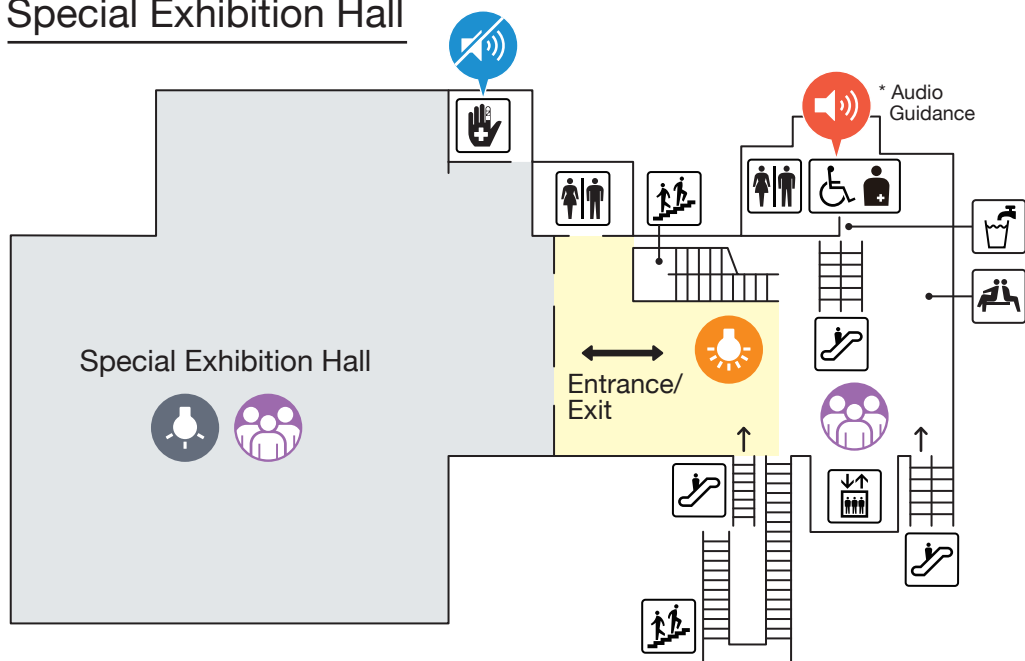 Special Exhibition Hall
* Audio
Guidance
Special Exhibition Hall
Entrance/
Exit